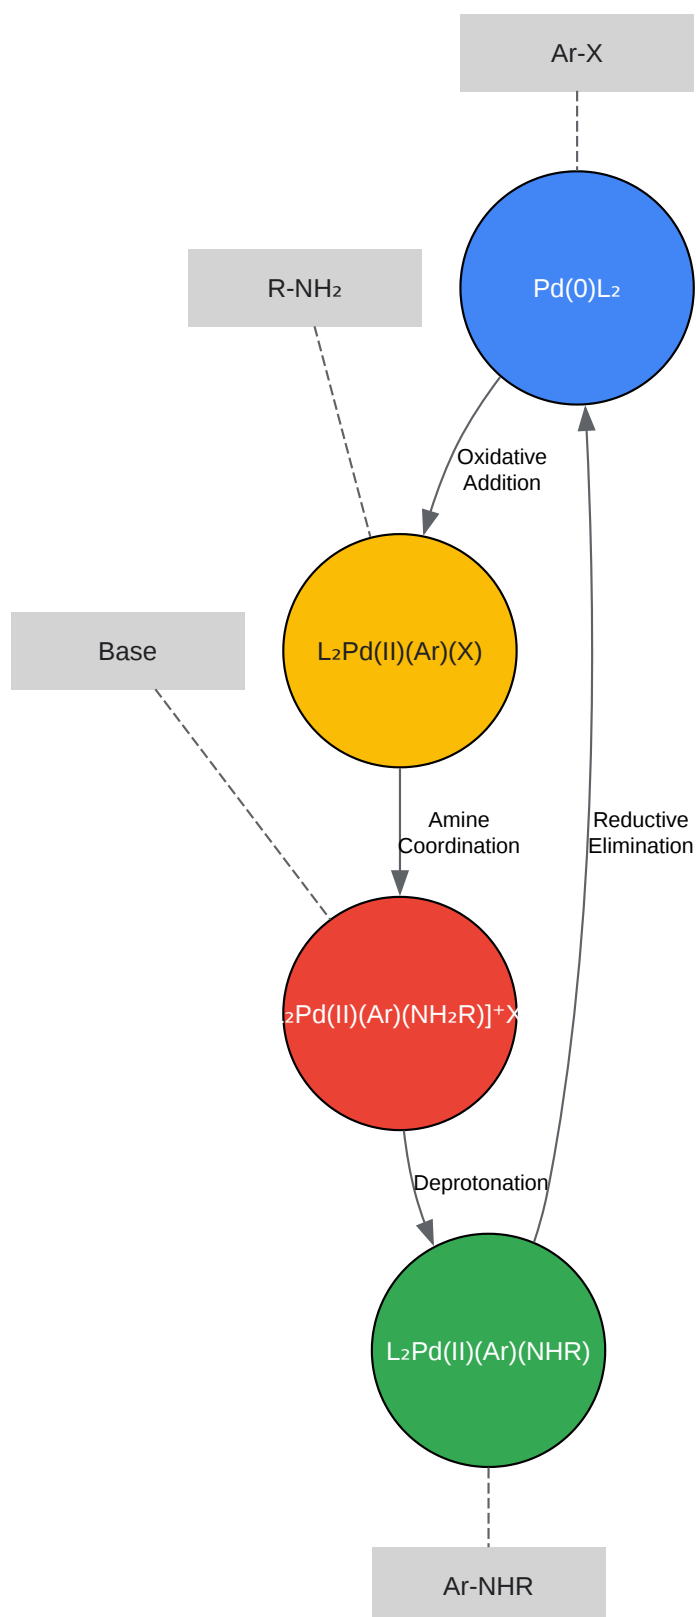 Ar-X
R-NH₂
Pd(0)L₂
Oxidative
Addition
Base
L₂Pd(II)(Ar)(X)
Amine
Coordination
Reductive
Elimination
₂Pd(II)(Ar)(NH₂R)]⁺X
Deprotonation
L₂Pd(II)(Ar)(NHR)
Ar-NHR